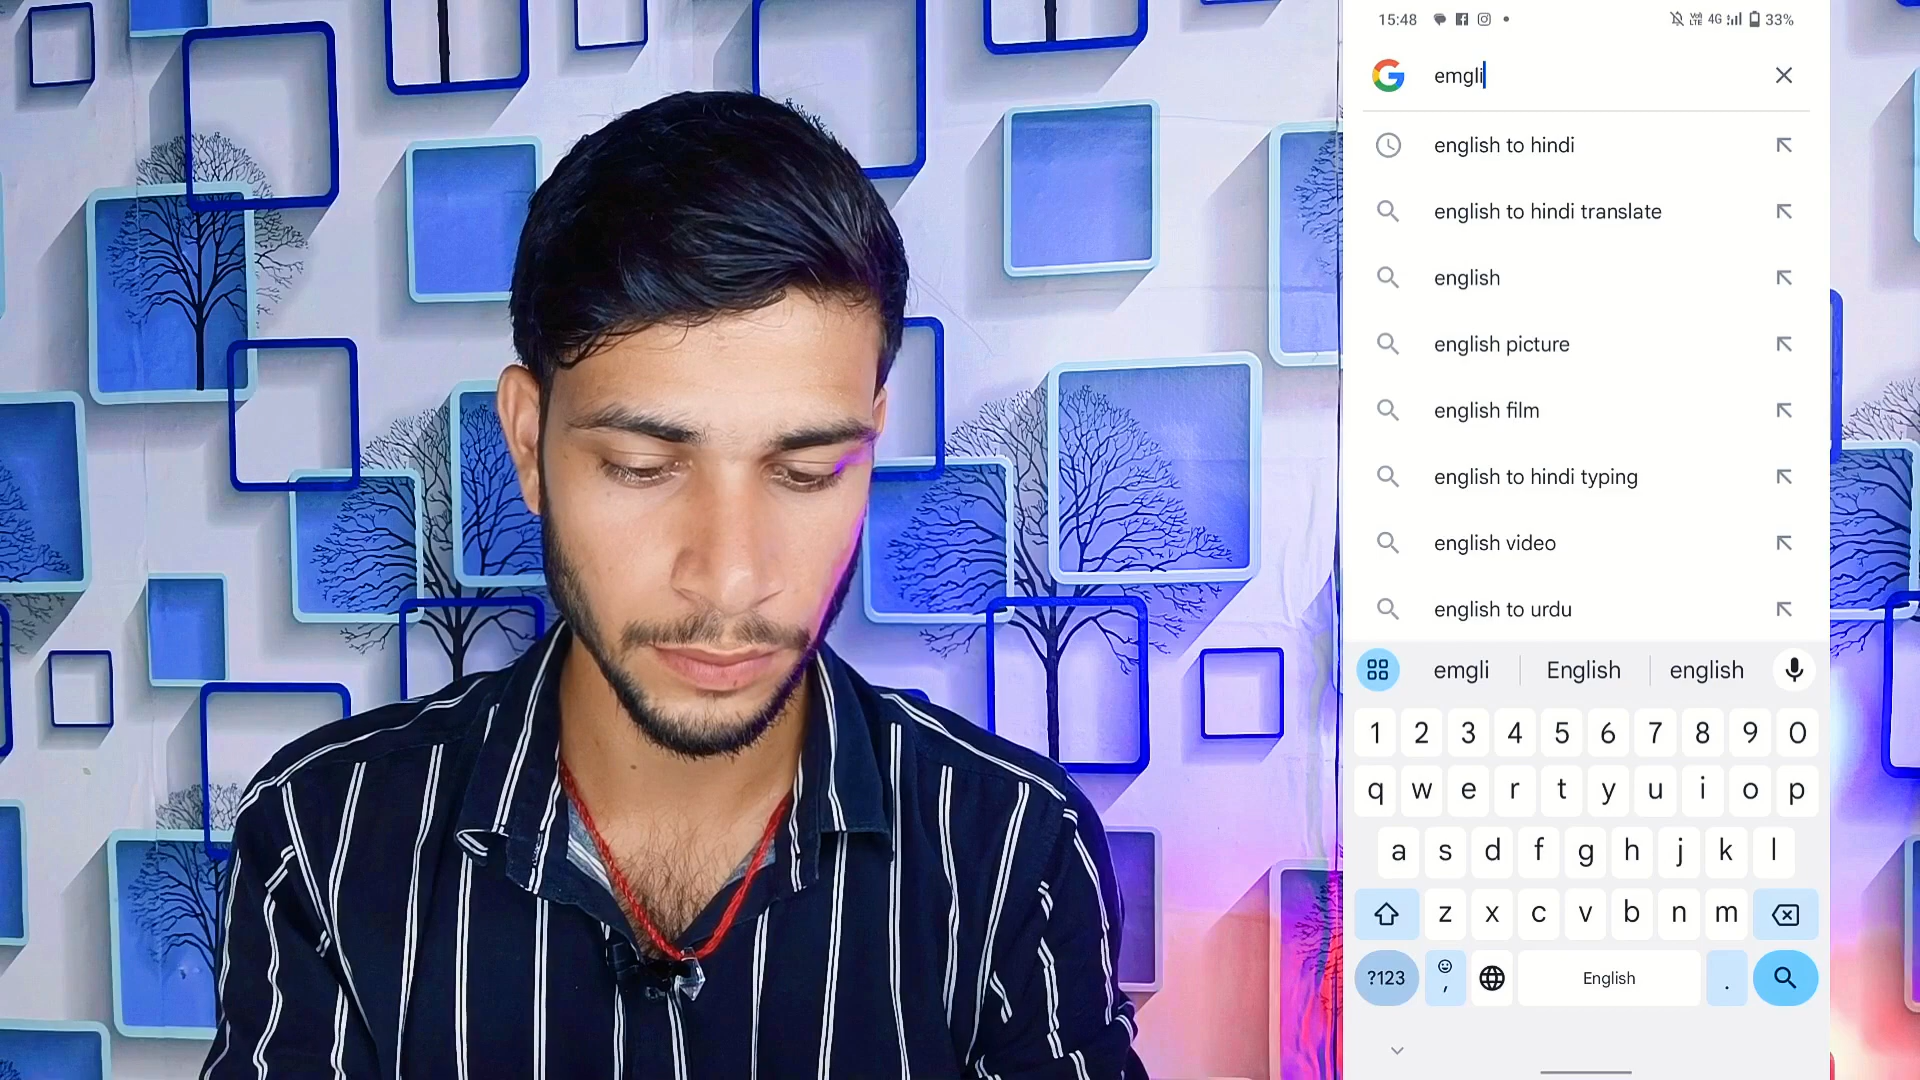 15:48 4G 33%
emgli
english to hindi
english to hindi translate
english
english picture
english film
english to hindi typing
english video
english to urdu
emgli English english
1 2 3 4 5 6 7 8 9 0
q w e r t y u i o p
a s d f g h j k l
z x c v b n m
?123 , English .